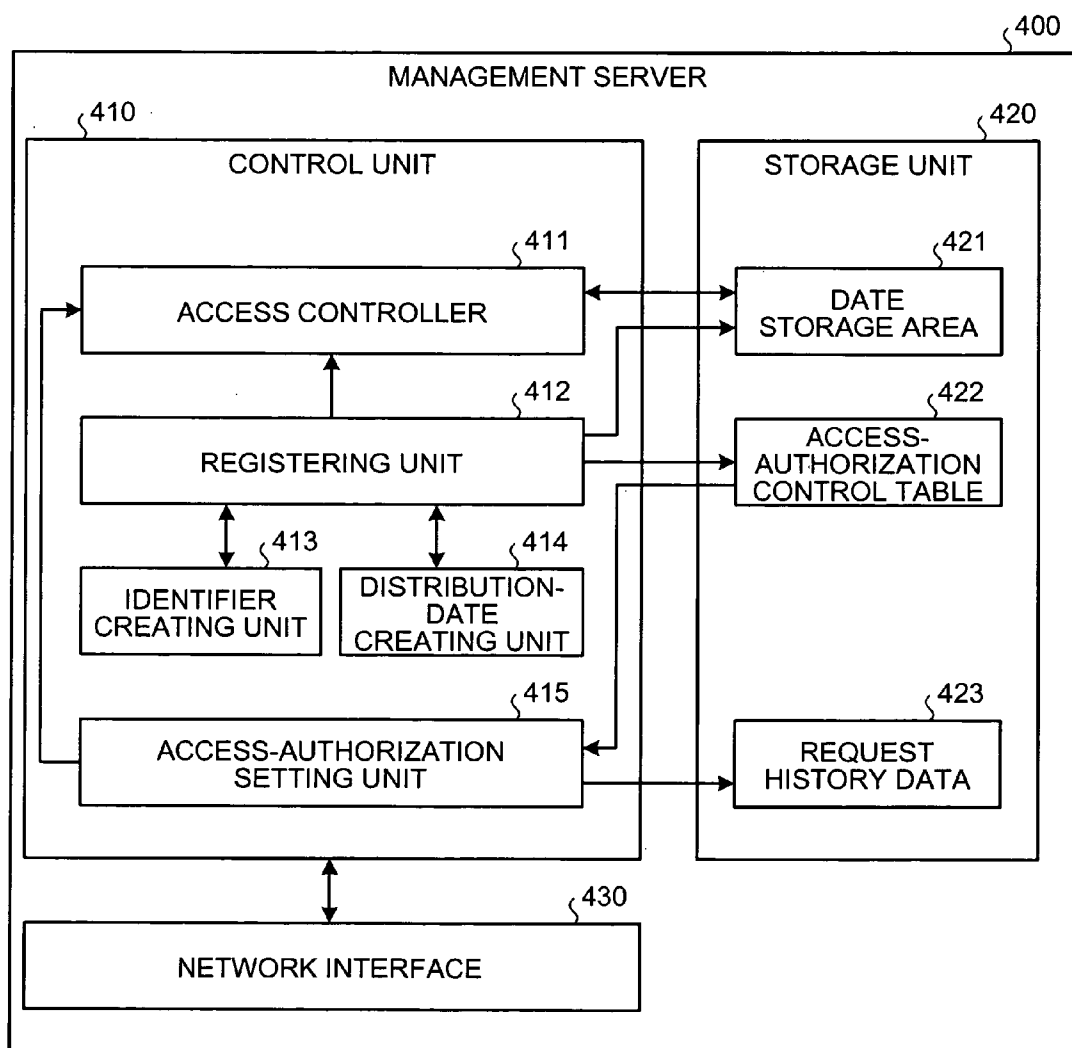 400
MANAGEMENT SERVER
410
CONTROL UNIT
420
STORAGE UNIT
411
ACCESS CONTROLLER
421
DATE
STORAGE AREA
412
REGISTERING UNIT
422
ACCESS-
AUTHORIZATION
CONTROL TABLE
413
IDENTIFIER
CREATING UNIT
414
DISTRIBUTION-
DATE
CREATING UNIT
415
ACCESS-AUTHORIZATION
SETTING UNIT
423
REQUEST
HISTORY DATA
430
NETWORK INTERFACE